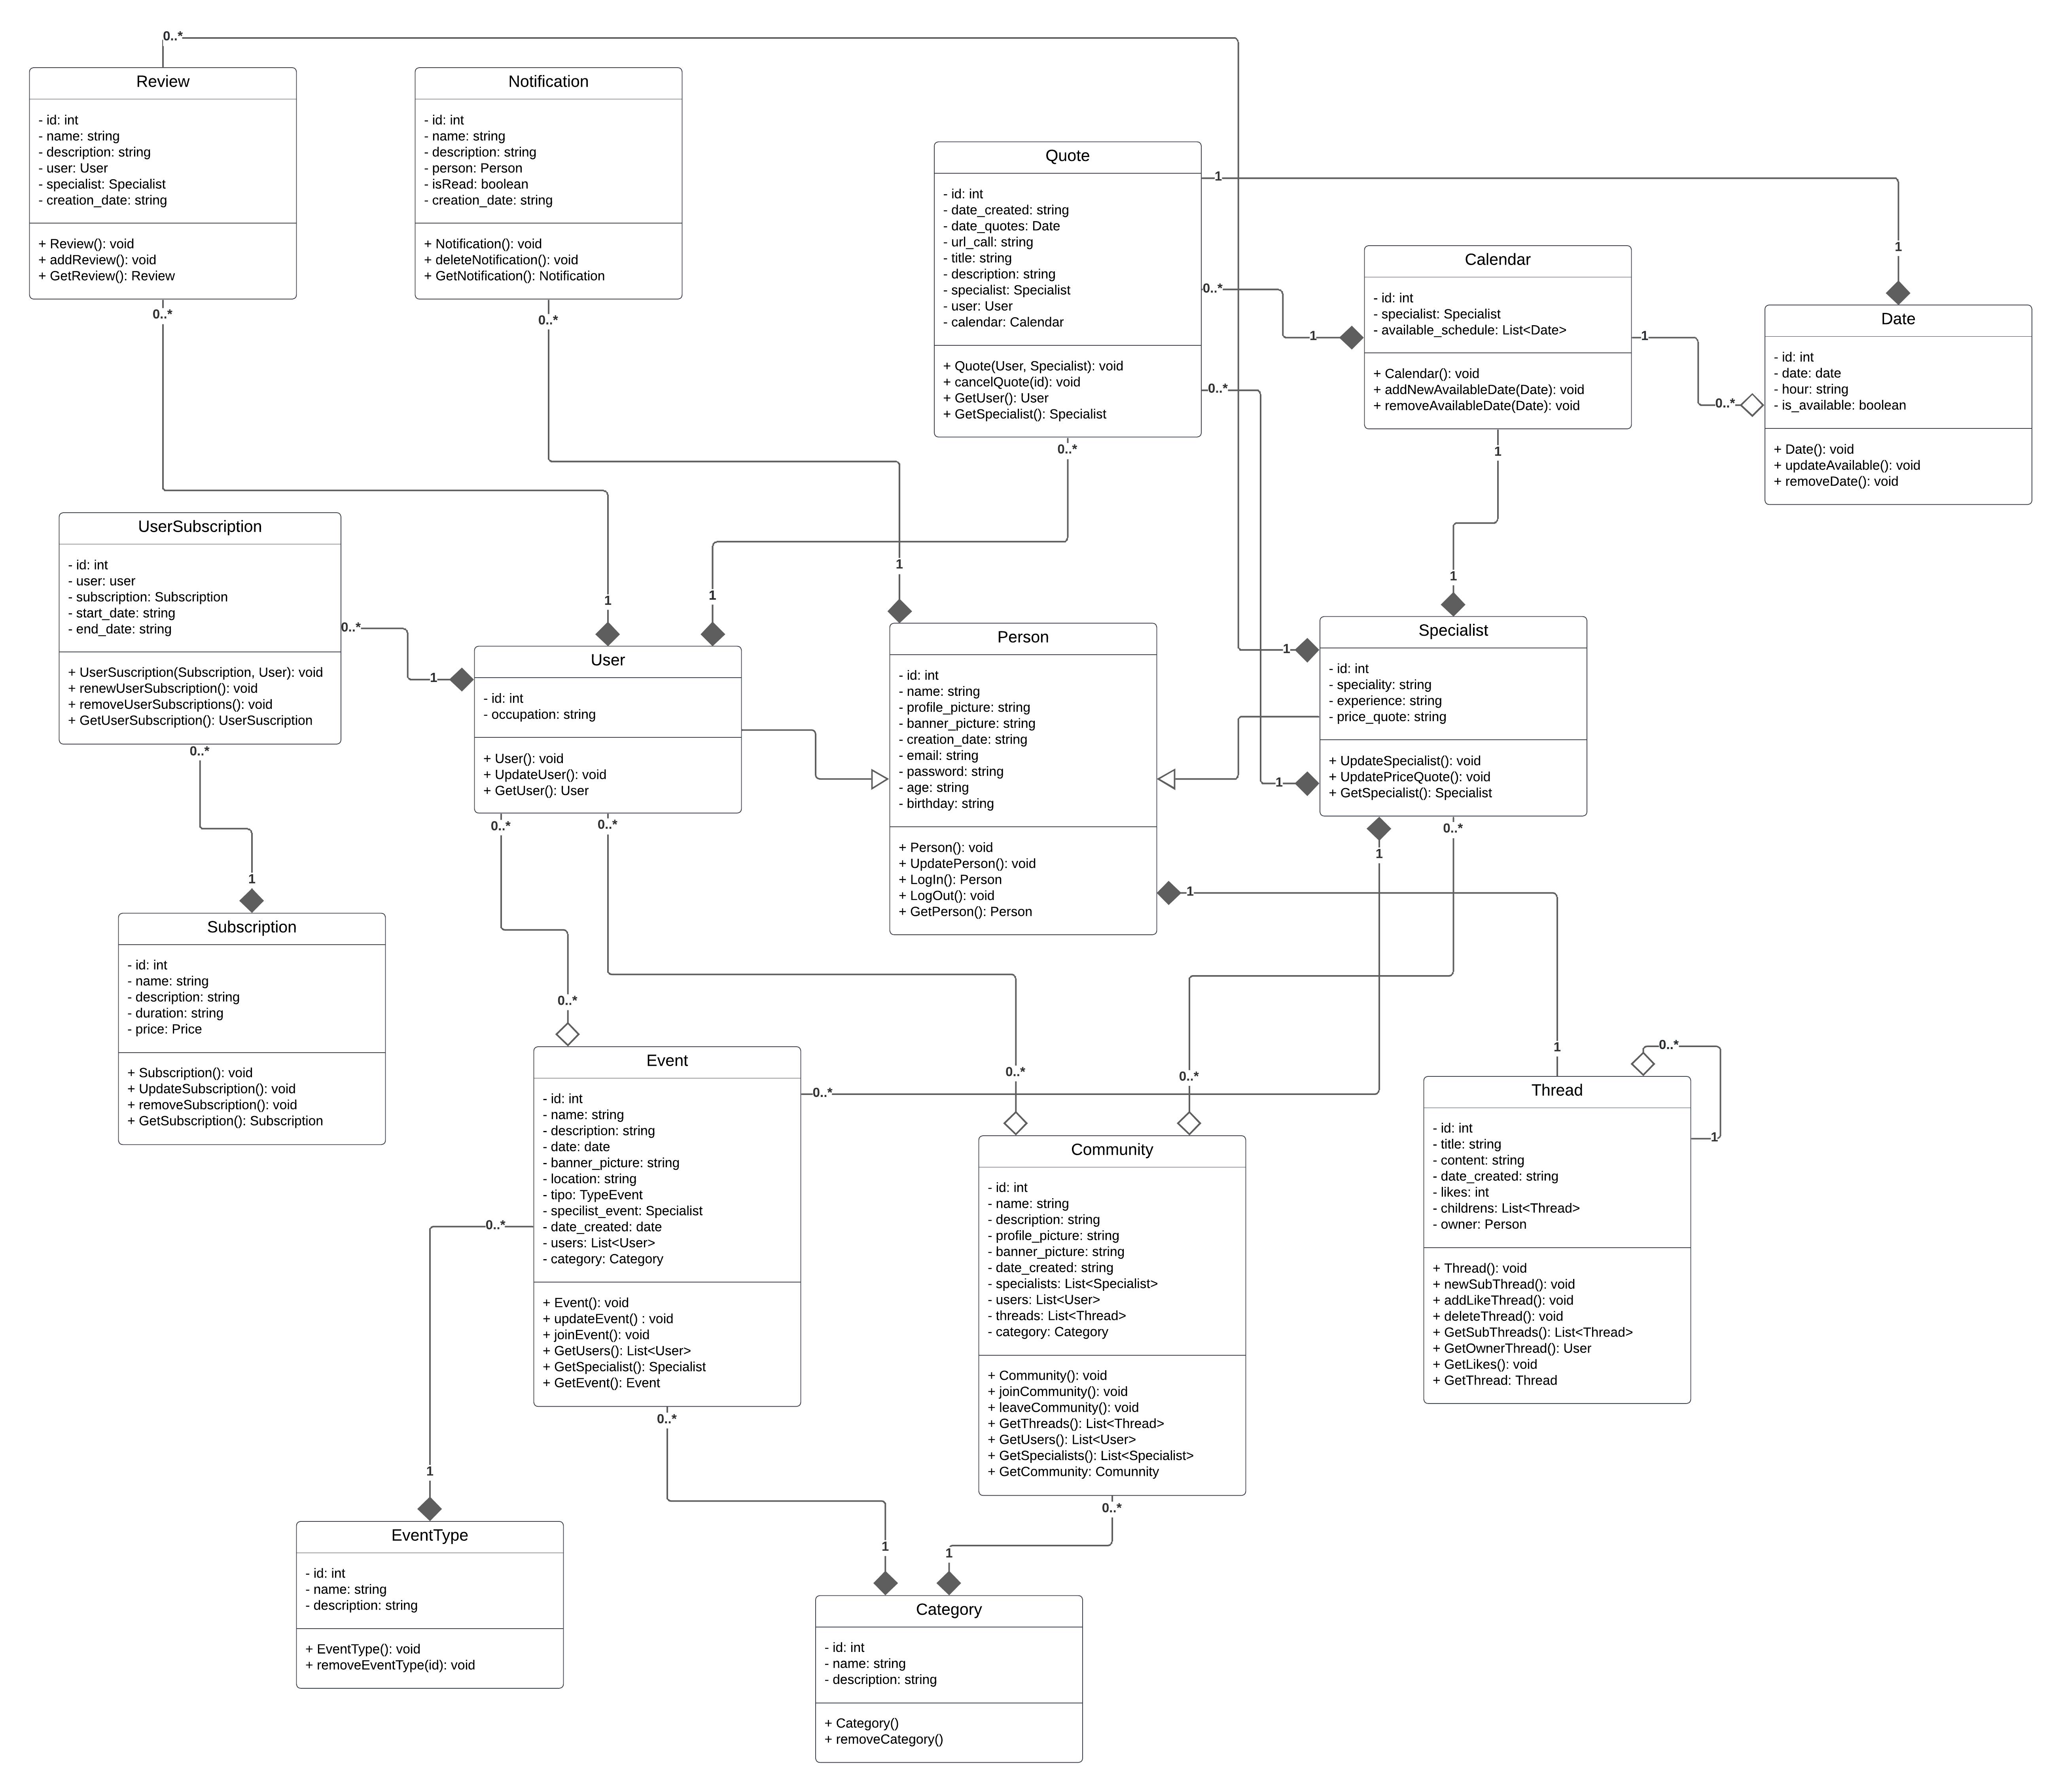 0..*
Review
- id: int
- name: string
- description: string
- user: User
- specialist: Specialist
- creation_date: string
+ Review(): void
+ addReview(): void
+ GetReview(): Review
0..*
Notification
- id: int
- name: string
- description: string
- person: Person
- isRead: boolean
- creation_date: string
+ Notification(): void
+ deleteNotification(): void
+ GetNotification(): Notification
0..*
Quote
- id: int
- date_created: string
- date_quotes: Date
- url_call: string
- title: string
- description: string
- specialist: Specialist
- user: User
- calendar: Calendar
+ Quote(User, Specialist): void
+ cancelQuote(id): void
+ GetUser(): User
+ GetSpecialist(): Specialist
1
0..*
0..*
0..*
1
Calendar
- id: int
- specialist: Specialist
- available_schedule: List<Date>
+ Calendar(): void
+ addNewAvailableDate(Date): void
+ removeAvailableDate(Date): void
1
1
1
0..*
Date
- id: int
- date: date
- hour: string
- is_available: boolean
+ Date(): void
+ updateAvailable(): void
+ removeDate(): void
UserSubscription
- id: int
- user: user
- subscription: Subscription
- start_date: string
- end_date: string
+ UserSuscription(Subscription, User): void
+ renewUserSubscription(): void
+ removeUserSubscriptions(): void
+ GetUserSubscription(): UserSuscription
0..*
0..*
1
1
1
User
- id: int
- occupation: string
+ User(): void
+ UpdateUser(): void
+ GetUser(): User
0..*
0..*
1
Person
- id: int
- name: string
- profile_picture: string
- banner_picture: string
- creation_date: string
- email: string
- password: string
- age: string
- birthday: string
+ Person(): void
+ UpdatePerson(): void
+ LogIn(): Person
+ LogOut(): void
+ GetPerson(): Person
1
1
1
1
Specialist
- id: int
- speciality: string
- experience: string
- price_quote: string
+ UpdateSpecialist(): void
+ UpdatePriceQuote(): void
+ GetSpecialist(): Specialist
1
0..*
1
Subscription
- id: int
- name: string
- description: string
- duration: string
- price: Price
+ Subscription(): void
+ UpdateSubscription(): void
+ removeSubscription(): void
+ GetSubscription(): Subscription
0..*
Event
- id: int
- name: string
- description: string
- date: date
- banner_picture: string
- location: string
- tipo: TypeEvent
- specilist_event: Specialist
- date_created: date
- users: List<User>
- category: Category
+ Event(): void
+ updateEvent() : void
+ joinEvent(): void
+ GetUsers(): List<User>
+ GetSpecialist(): Specialist
+ GetEvent(): Event
0..*
0..*
0..*
0..*
0..*
Community
- id: int
- name: string
- description: string
- profile_picture: string
- banner_picture: string
- date_created: string
- specialists: List<Specialist>
- users: List<User>
- threads: List<Thread>
- category: Category
+ Community(): void
+ joinCommunity(): void
+ leaveCommunity(): void
+ GetThreads(): List<Thread>
+ GetUsers(): List<User>
+ GetSpecialists(): List<Specialist>
+ GetCommunity: Comunnity
0..*
1
0..*
1
Thread
- id: int
- title: string
- content: string
- date_created: string
- likes: int
- childrens: List<Thread>
- owner: Person
+ Thread(): void
+ newSubThread(): void
+ addLikeThread(): void
+ deleteThread(): void
+ GetSubThreads(): List<Thread>
+ GetOwnerThread(): User
+ GetLikes(): void
+ GetThread: Thread
1
EventType
- id: int
- name: string
- description: string
+ EventType(): void
+ removeEventType(id): void
1
1
Category
- id: int
- name: string
- description: string
+ Category()
+ removeCategory()